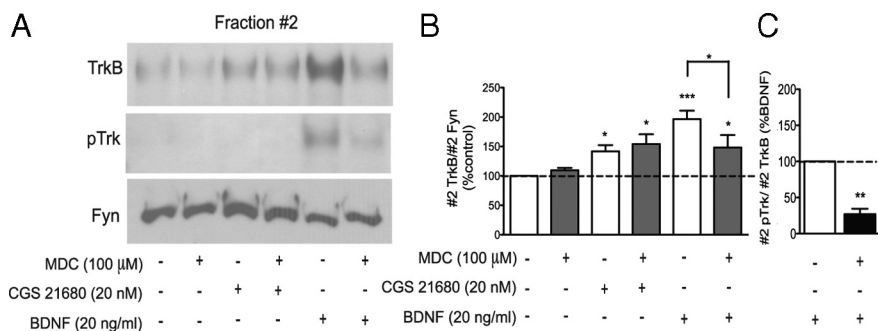 A
Fraction #2
TrkB
pTrk
Fyn
MDC (100 µM) - + - + - +
CGS 21680 (20 nM) - - + + - -
BDNF (20 ng/ml) - - - - + +
B
#2 TrkB/#2 Fyn
(%control)
250
200
150
100
50
0
* * *** * *
MDC (100 µM) - + - + - +
CGS 21680 (20 nM) - - + + - -
BDNF (20 ng/ml) - - - - + +
C
#2 pTrk/ #2 TrkB (%BDNF)
200
150
100
50
0
**
- +
- -
+ +